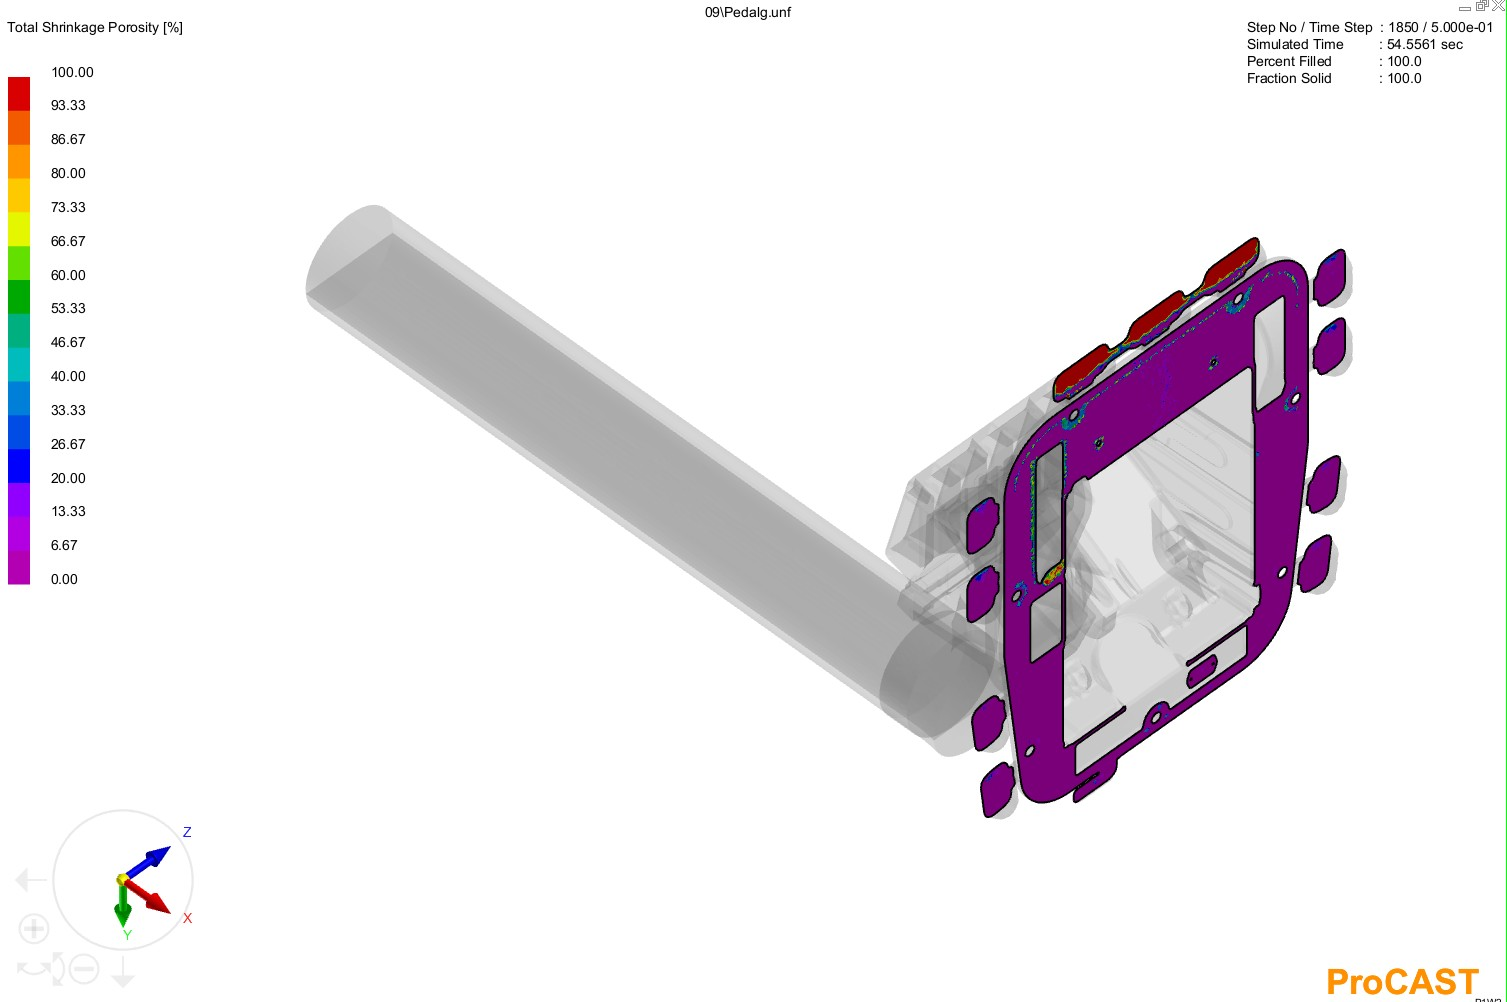 09\Pedalg.unf
Total Shrinkage Porosity [%]
Step No / Time Step : 1850 / 5.000e-01
Simulated Time : 54.5561 sec
Percent Filled : 100.0
Fraction Solid : 100.0
100.00
93.33
86.67
80.00
73.33
66.67
60.00
53.33
46.67
40.00
33.33
26.67
20.00
13.33
6.67
0.00
Z
X
Y
ProCAST